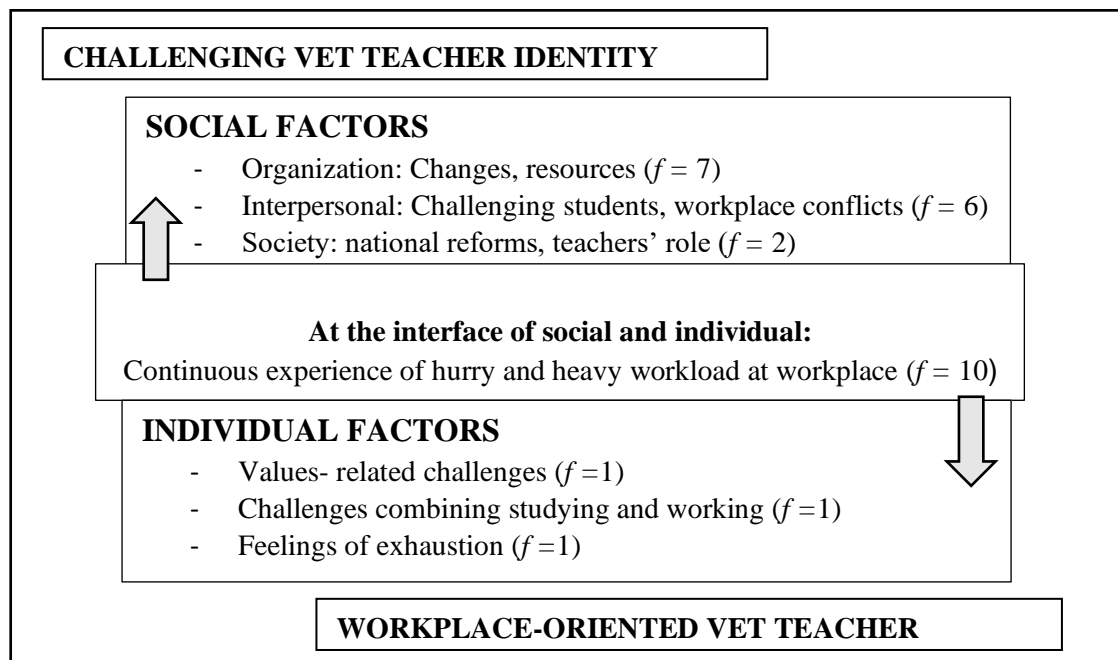 CHALLENGING VET TEACHER IDENTITY
SOCIAL FACTORS
- Organization: Changes, resources (f = 7)
- Interpersonal: Challenging students, workplace conflicts (f = 6)
- Society: national reforms, teachers’ role (f = 2)
At the interface of social and individual:
Continuous experience of hurry and heavy workload at workplace (f = 10)
INDIVIDUAL FACTORS
- Values- related challenges (f =1)
- Challenges combining studying and working (f =1)
- Feelings of exhaustion (f =1)
WORKPLACE-ORIENTED VET TEACHER